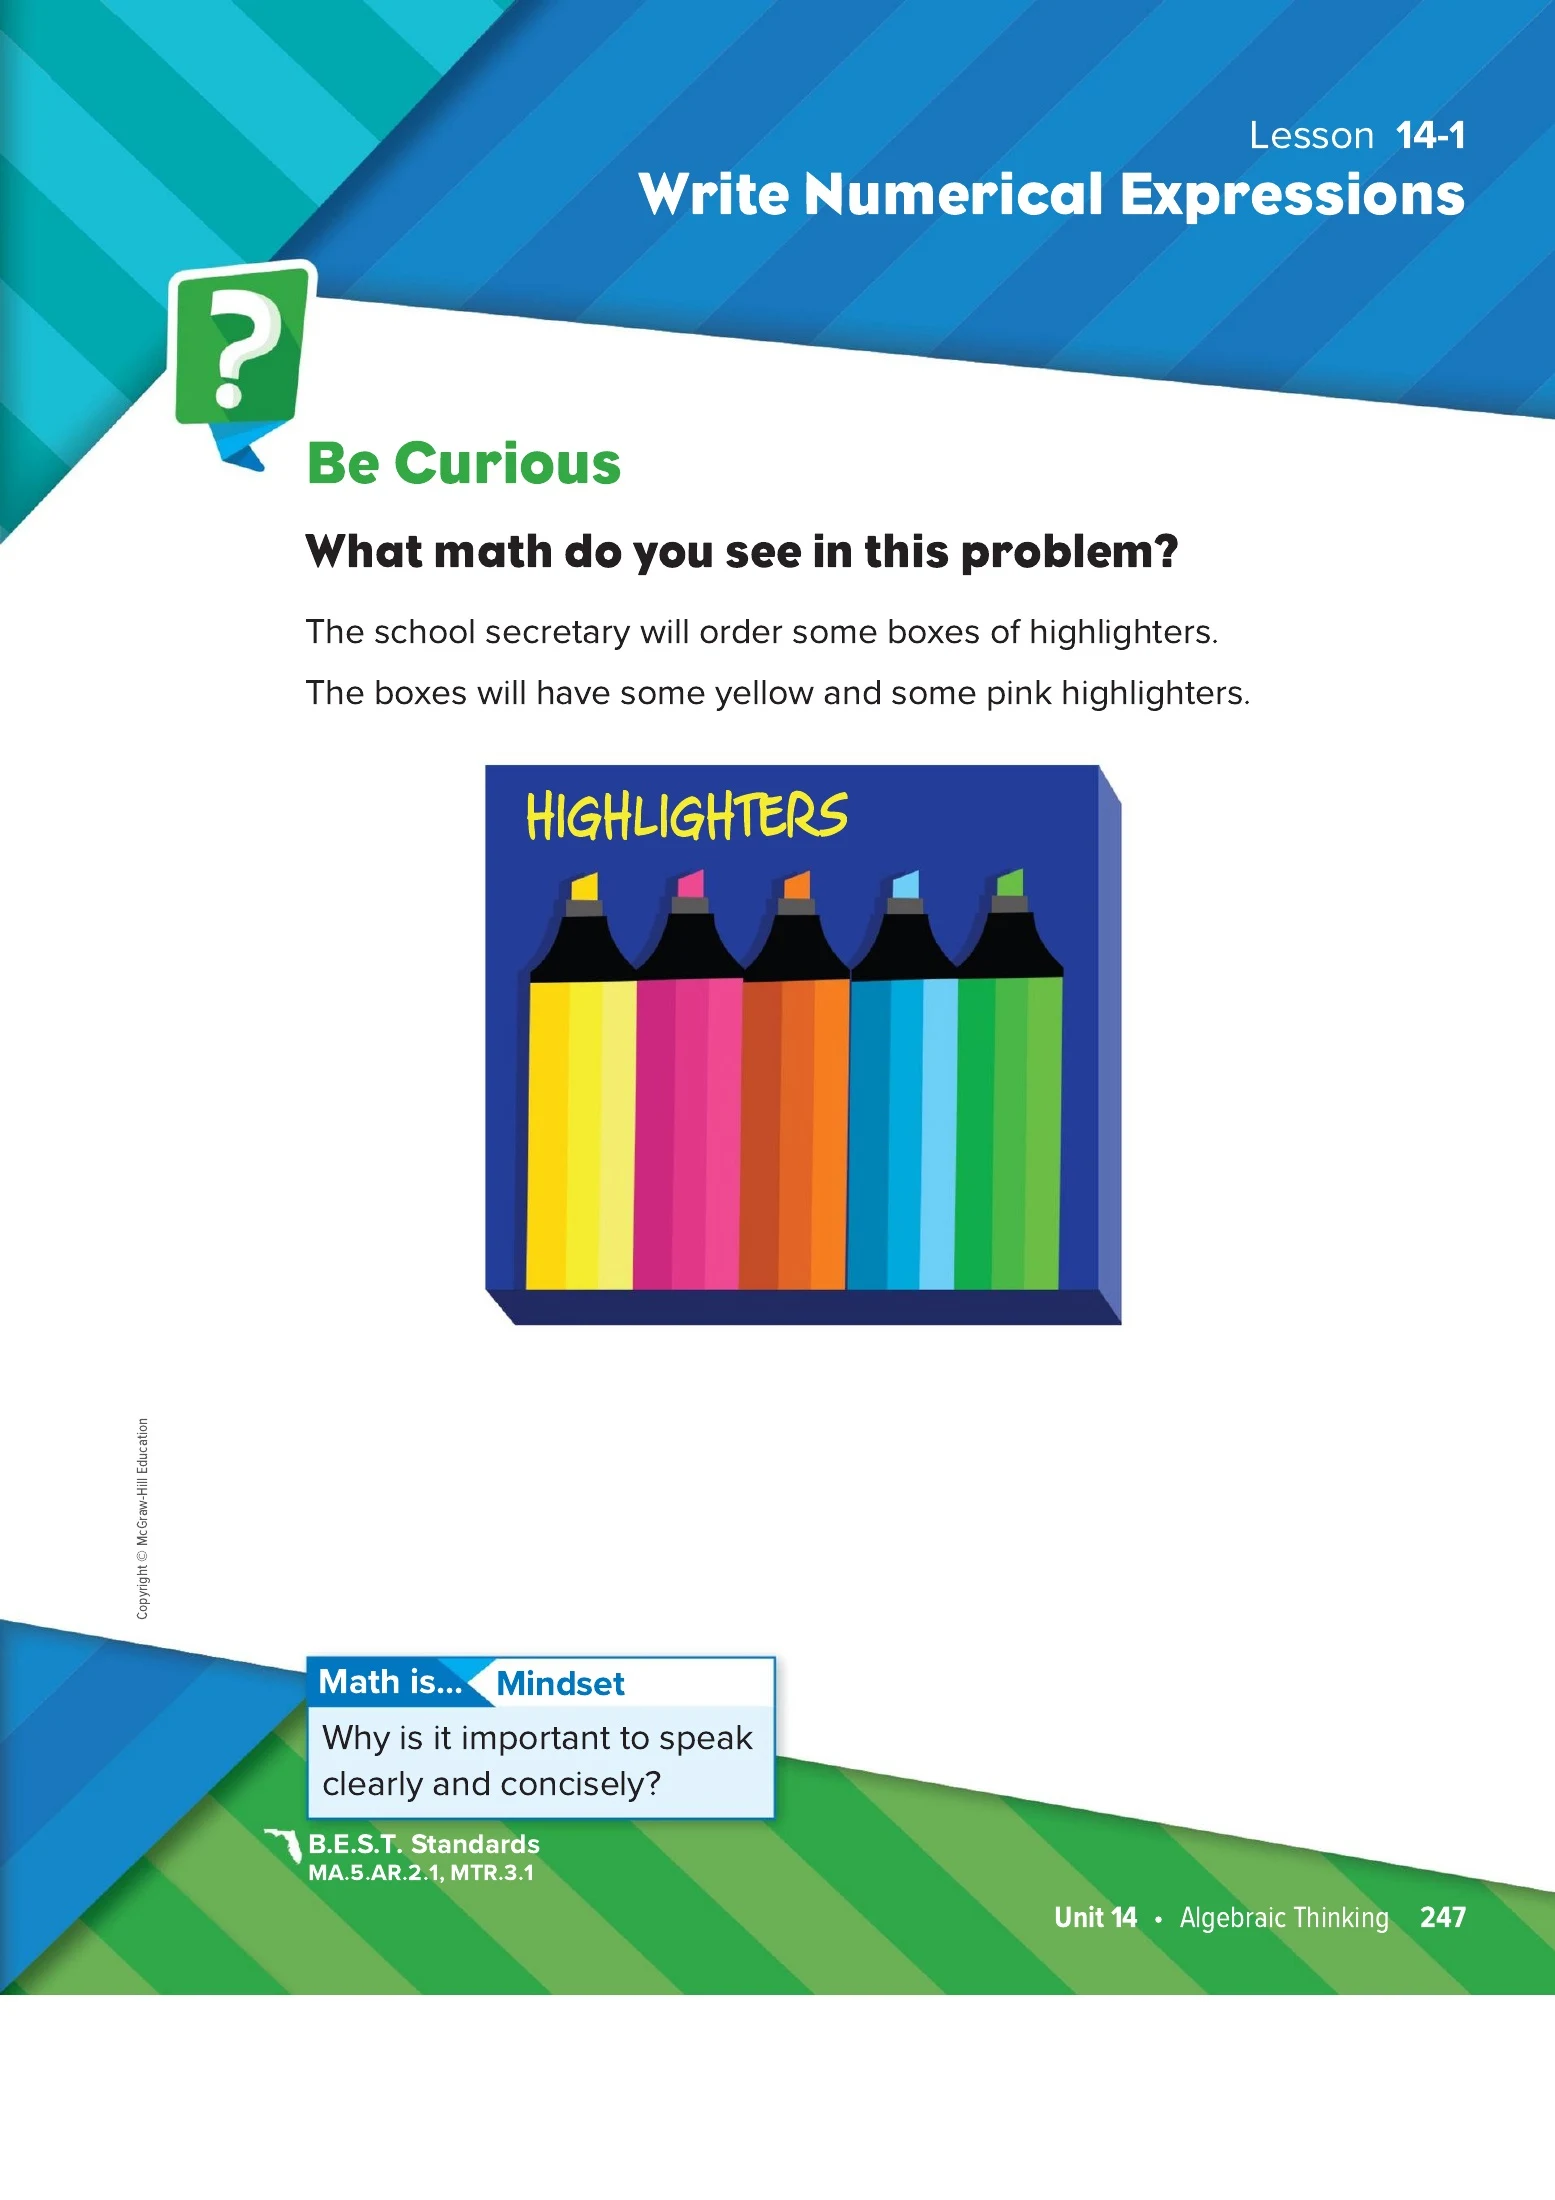 Lesson 14-1
Write Numerical Expressions
?
Be Curious
What math do you see in this problem?
The school secretary will order some boxes of highlighters.
The boxes will have some yellow and some pink highlighters.
HIGHLIGHTERS
Copyright © McGraw-Hill Education
Math is... Mindset
Why is it important to speak
clearly and concisely?
B.E.S.T. Standards
MA.5.AR.2.1, MTR.3.1
Unit 14 • Algebraic Thinking 247